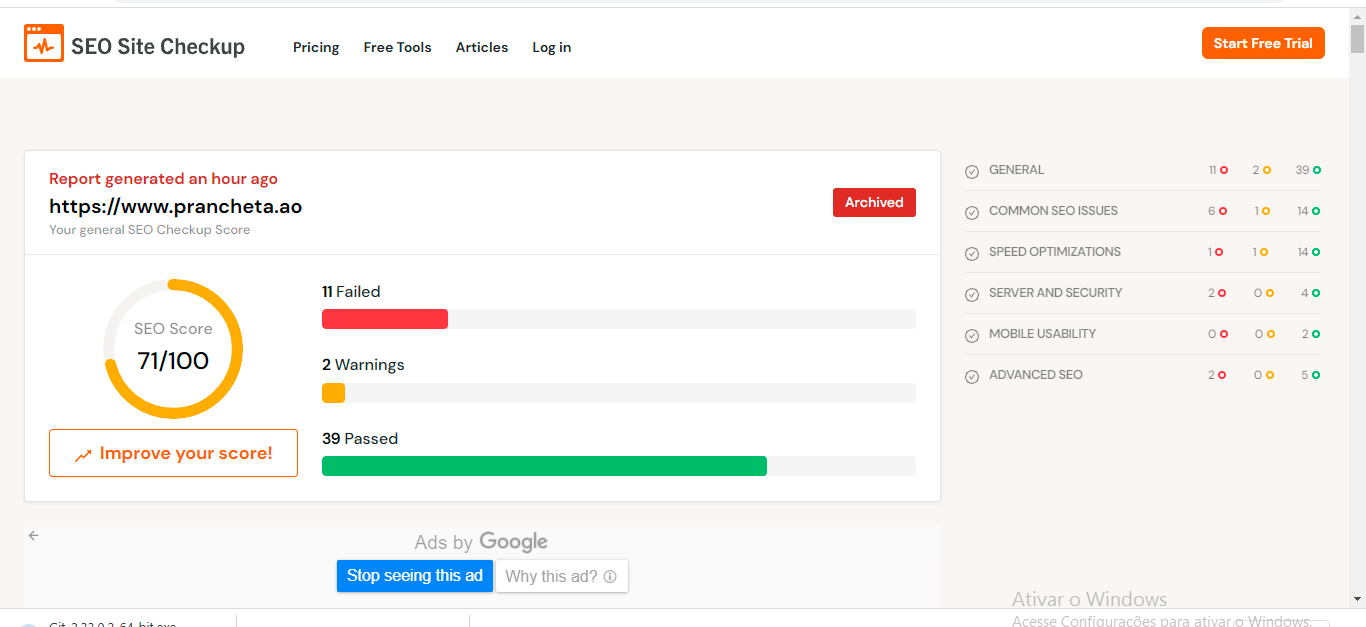 SEO Site Checkup
Pricing Free Tools Articles Log in
Start Free Trial
Report generated an hour ago
https://www.prancheta.ao
Your general SEO Checkup Score
Archived
SEO Score
71/100
Improve your score!
11 Failed
2 Warnings
39 Passed
GENERAL 11 2 39
COMMON SEO ISSUES 6 1 14
SPEED OPTIMIZATIONS 1 1 14
SERVER AND SECURITY 2 0 4
MOBILE USABILITY 0 0 2
ADVANCED SEO 2 0 5
Ads by Google
Stop seeing this ad
Why this ad?
Ativar o Windows
Acesse Configurações para ativar o Windows.